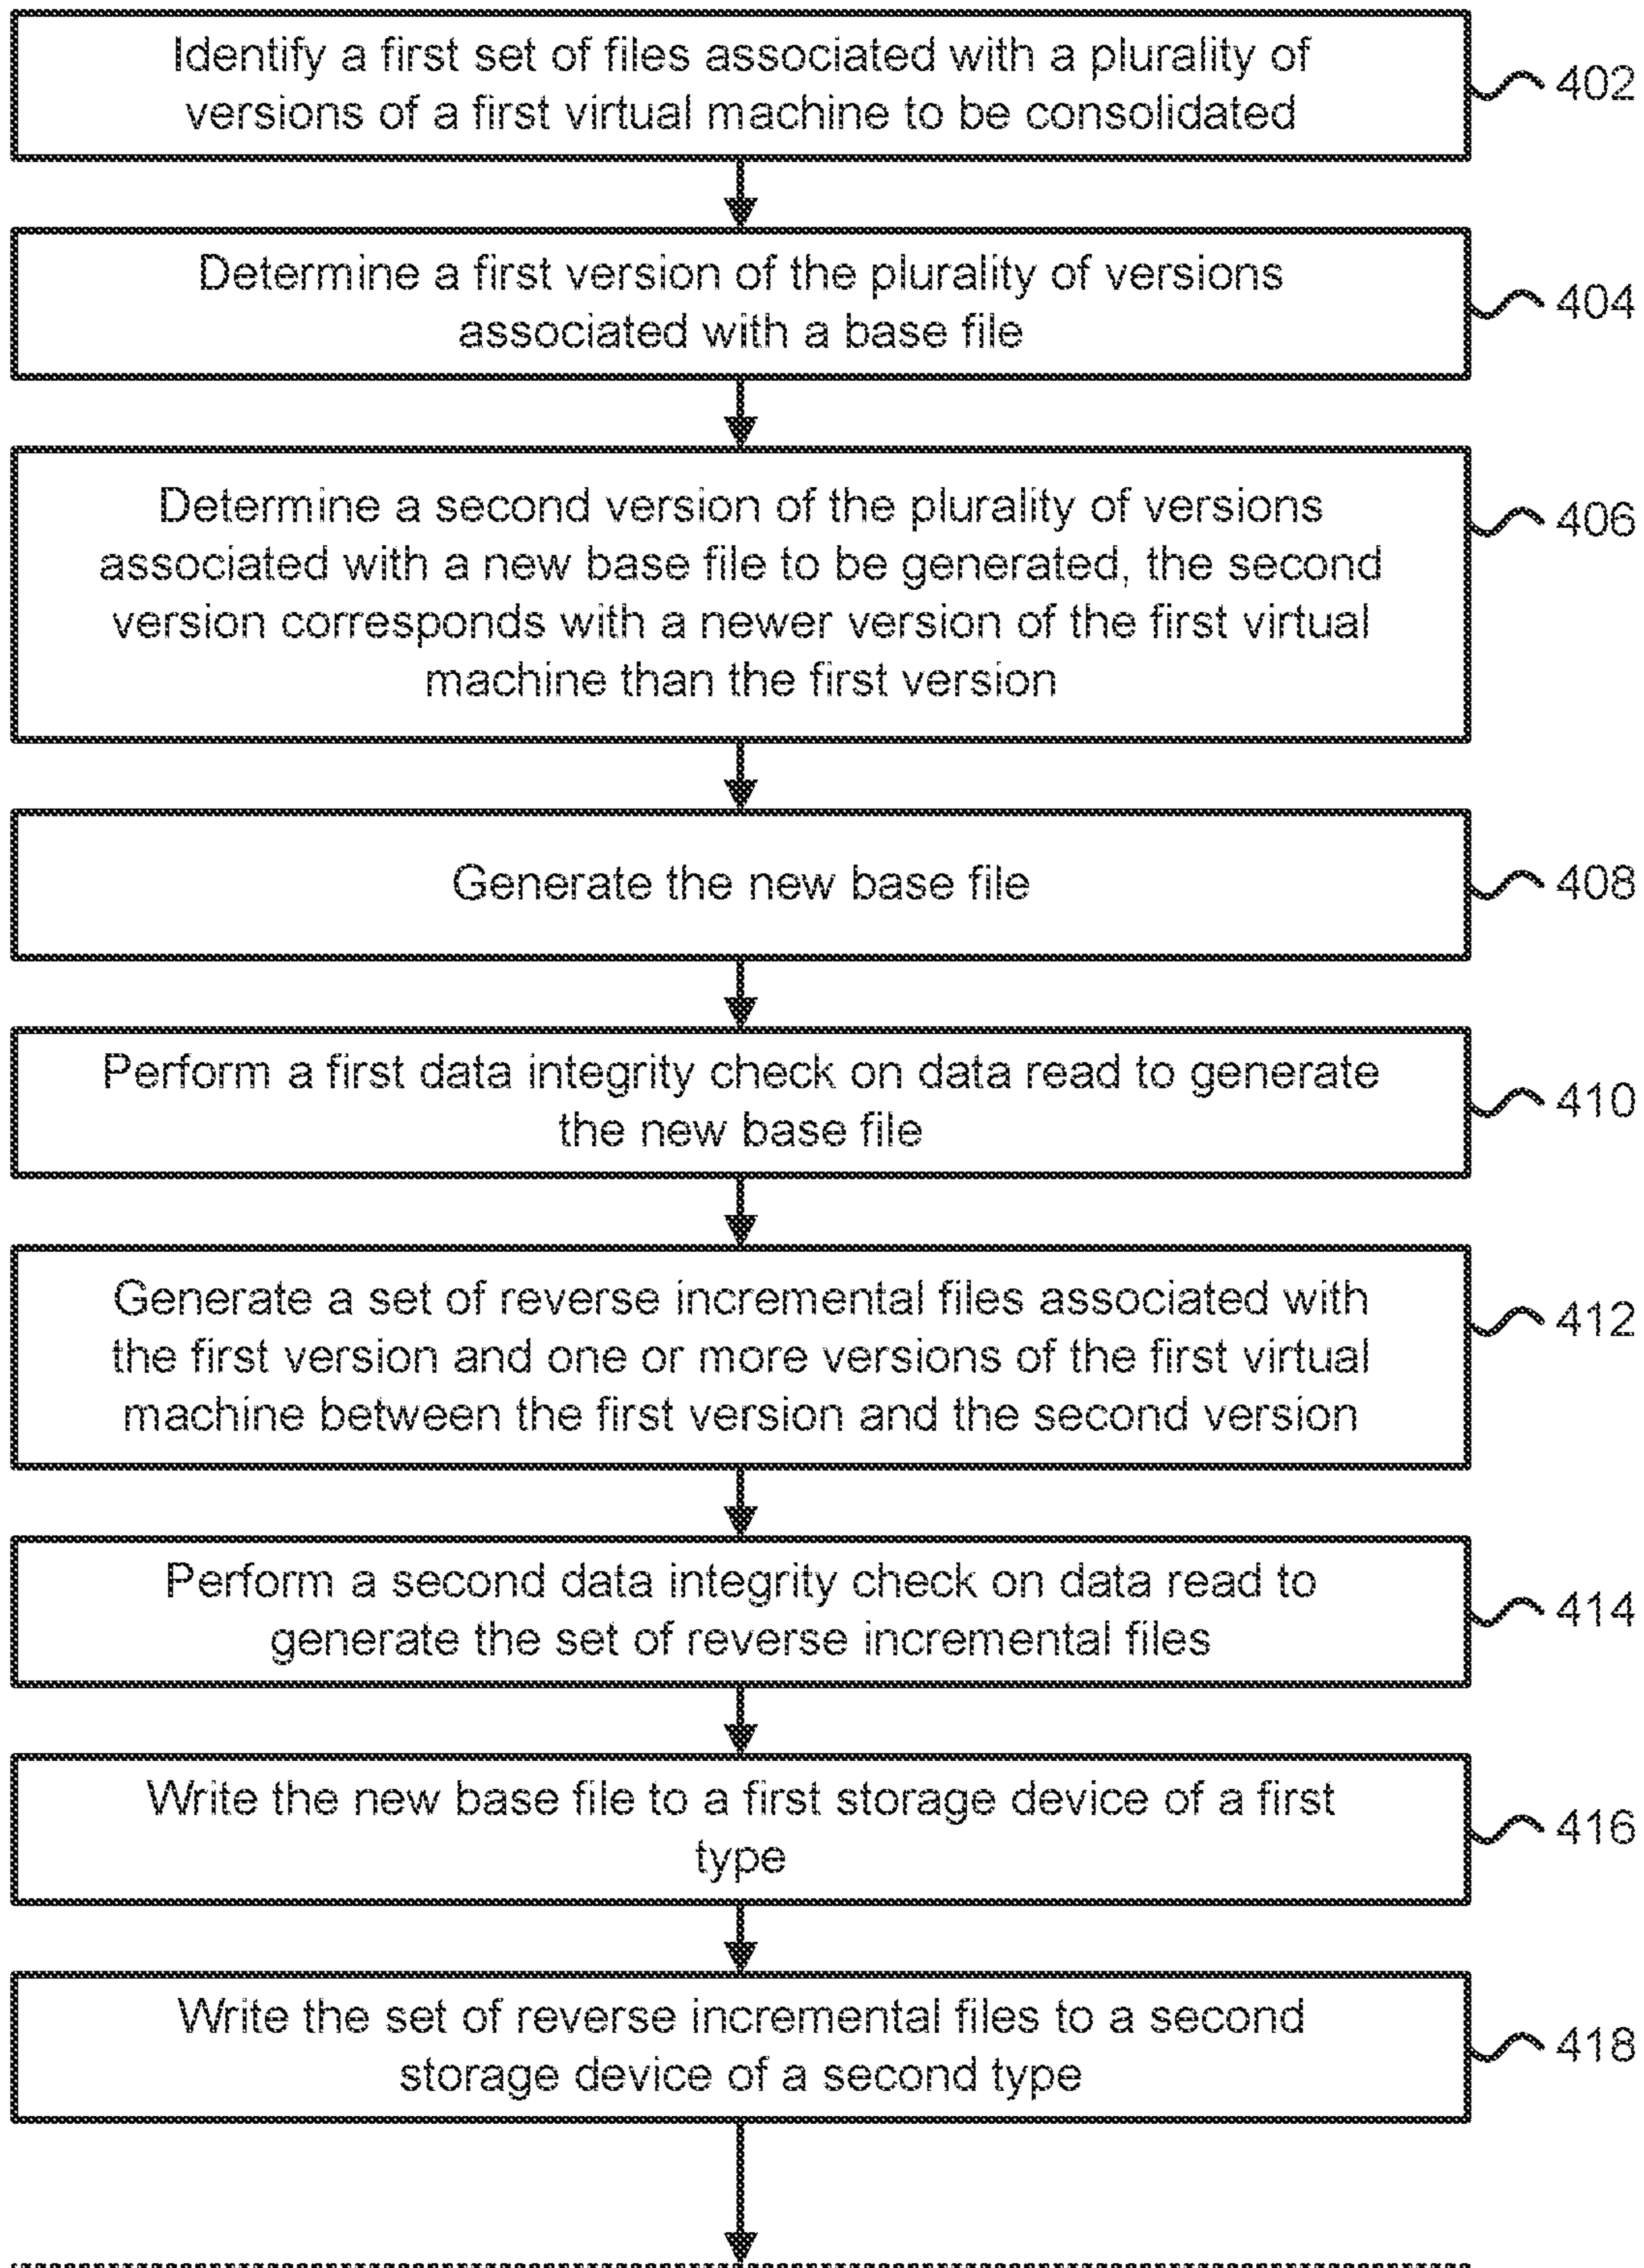 Identify a first set of files associated with a plurality of
versions of a first virtual machine to be consolidated
402
Determine a first version of the plurality of versions
associated with a base file
404
Determine a second version of the plurality of versions
associated with a new base file to be generated, the second
version corresponds with a newer version of the first virtual
machine than the first version
406
Generate the new base file
408
Perform a first data integrity check on data read to generate
the new base file
410
Generate a set of reverse incremental files associated with
the first version and one or more versions of the first virtual
machine between the first version and the second version
412
Perform a second data integrity check on data read to
generate the set of reverse incremental files
414
Write the new base file to a first storage device of a first
type
416
Write the set of reverse incremental files to a second
storage device of a second type
418